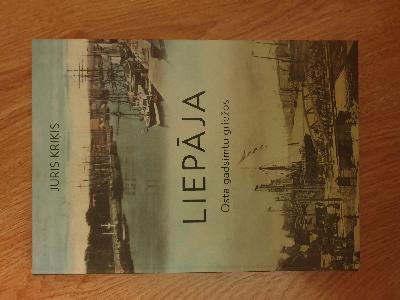 JURIS KRIĶIS
LIEPĀJA
Osta gadsimtu griežos